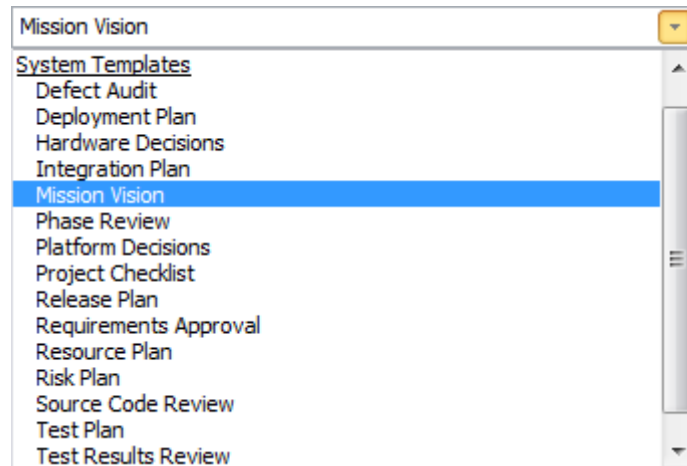 Mission Vision
System Templates
Defect Audit
Deployment Plan
Hardware Decisions
Integration Plan
Mission Vision
Phase Review
Platform Decisions
Project Checklist
Release Plan
Requirements Approval
Resource Plan
Risk Plan
Source Code Review
Test Plan
Test Results Review